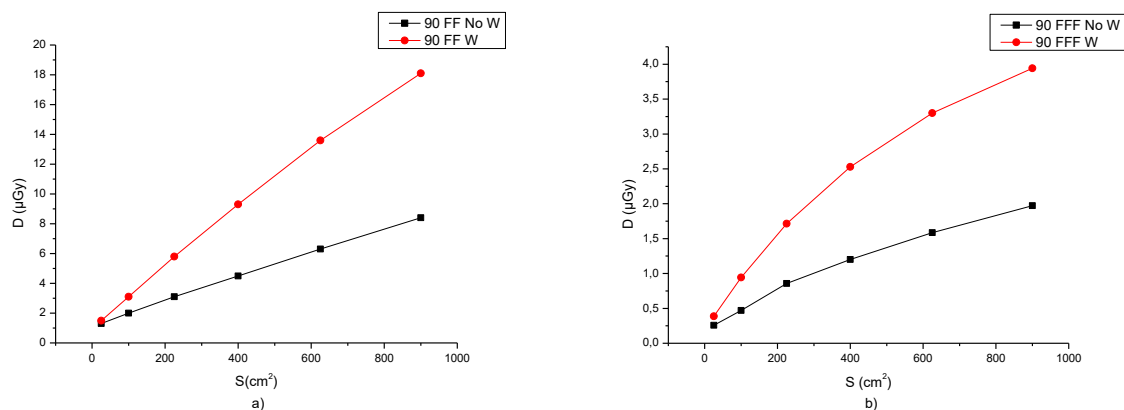 90 FF No W
90 FF W
20
18
16
14
12
10
8
6
4
2
0
D (μGy)
0 200 400 600 800 1000
S(cm²)
a)
90 FFF No W
90 FFF W
4,0
3,5
3,0
2,5
2,0
1,5
1,0
0,5
0,0
D (μGy)
0 200 400 600 800 1000
S (cm²)
b)